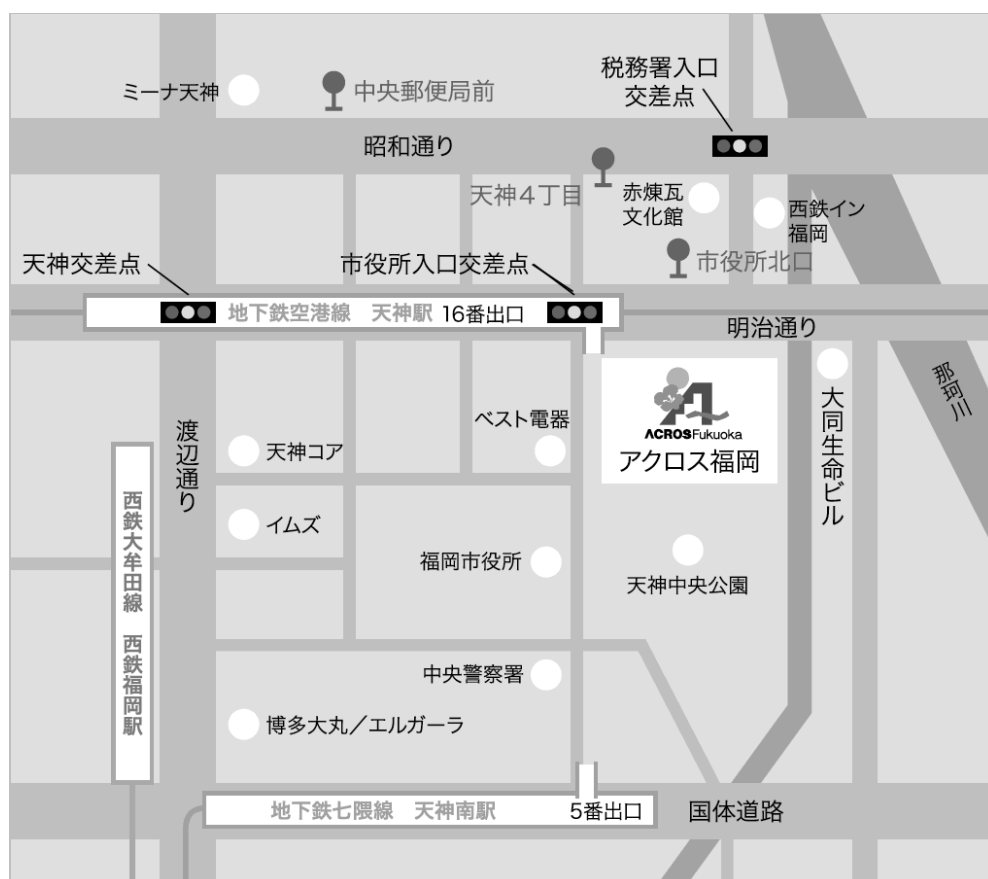 税務署入口
交差点
ミーナ天神
中央郵便局前
昭和通り
天神4丁目
赤煉瓦
文化館
西鉄イン
福岡
天神交差点
市役所入口交差点
市役所北口
地下鉄空港線 天神駅
16番出口
明治通り
那珂川
大同生命ビル
ACROS Fukuoka
アクロス福岡
渡辺通り
ベスト電器
天神コア
西鉄大牟田線 西鉄福岡駅
イムズ
福岡市役所
天神中央公園
中央警察署
博多大丸／エルガーラ
地下鉄七隈線 天神南駅
5番出口
国体道路